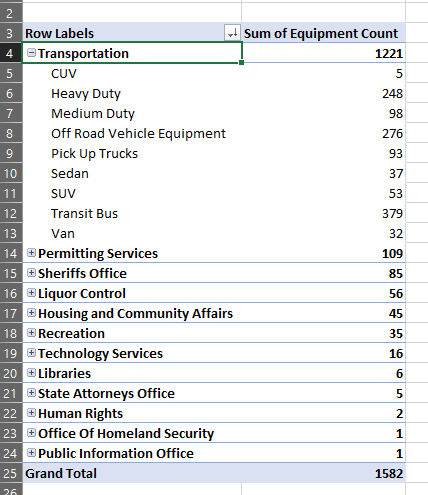 2
3 Row Labels Sum of Equipment Count
4 Transportation 1221
5 CUV 5
6 Heavy Duty 248
7 Medium Duty 98
8 Off Road Vehicle Equipment 276
9 Pick Up Trucks 93
10 Sedan 37
11 SUV 53
12 Transit Bus 379
13 Van 32
14 Permitting Services 109
15 Sheriffs Office 85
16 Liquor Control 56
17 Housing and Community Affairs 45
18 Recreation 35
19 Technology Services 16
20 Libraries 6
21 State Attorneys Office 5
22 Human Rights 2
23 Office Of Homeland Security 1
24 Public Information Office 1
25 Grand Total 1582
26